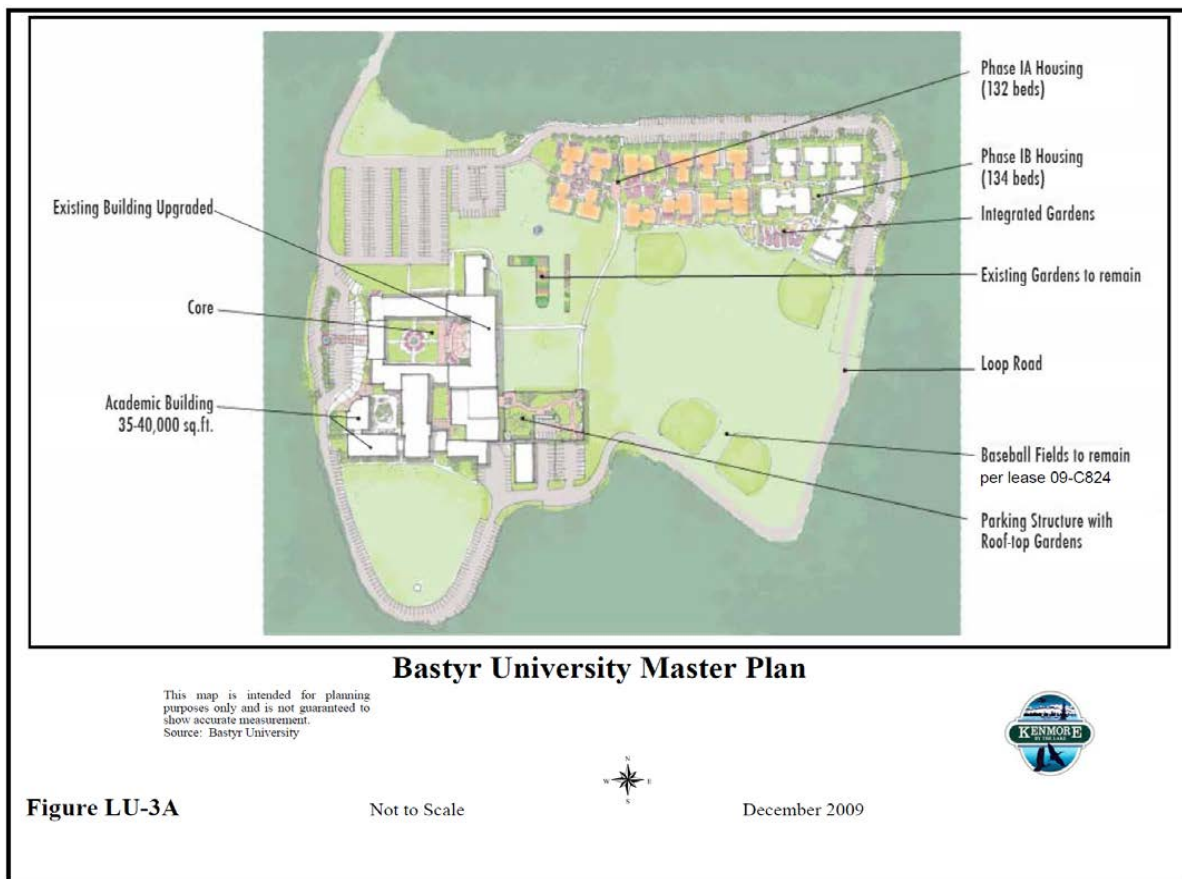 Phase IA Housing
(132 beds)
Phase IB Housing
(134 beds)
Integrated Gardens
Existing Gardens to remain
Loop Road
Baseball Fields to remain
per lease 09-C824
Parking Structure with
Roof-top Gardens
Existing Building Upgraded
Core
Academic Building
35-40,000 sq.ft.
Bastyr University Master Plan
This map is intended for planning
purposes only and is not guaranteed to
show accurate measurement.
Source: Bastyr University
KENMORE
BY THE LAKE
N
W E
S
Figure LU-3A
Not to Scale
December 2009